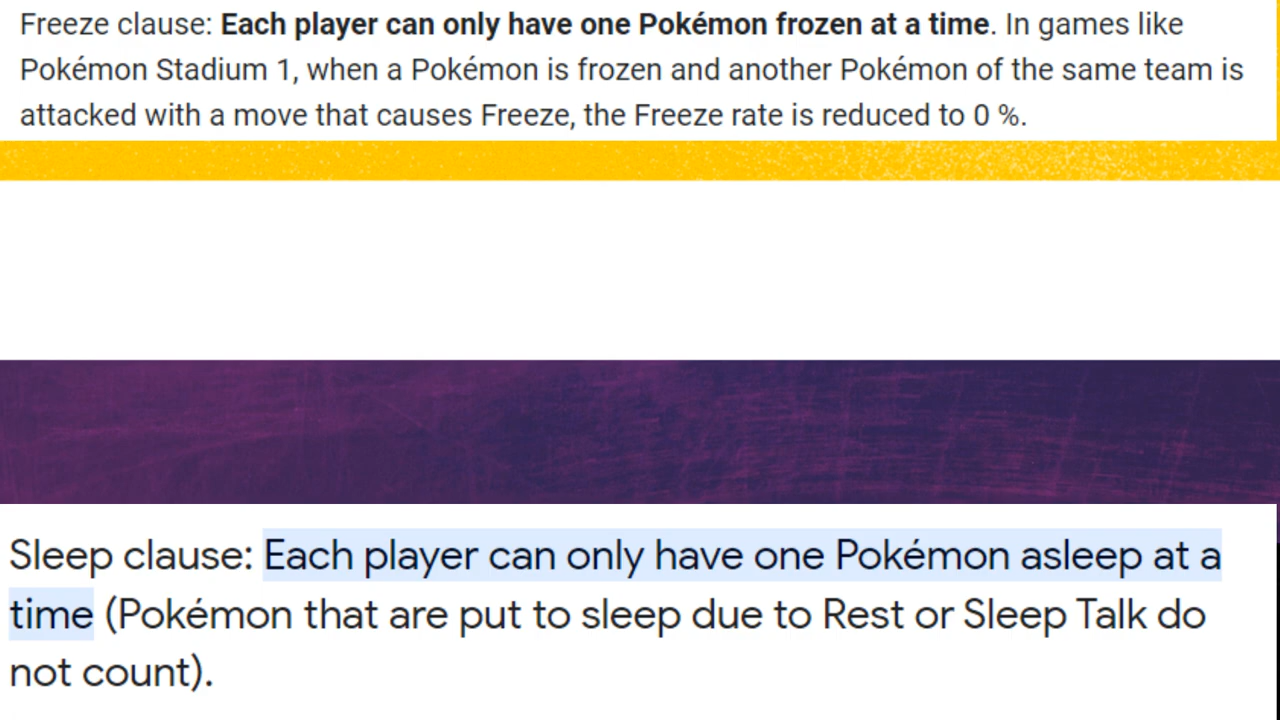 Freeze clause: Each player can only have one Pokémon frozen at a time. In games like
Pokémon Stadium 1, when a Pokémon is frozen and another Pokémon of the same team is
attacked with a move that causes Freeze, the Freeze rate is reduced to 0 %.
Sleep clause: Each player can only have one Pokémon asleep at a
time (Pokémon that are put to sleep due to Rest or Sleep Talk do
not count).